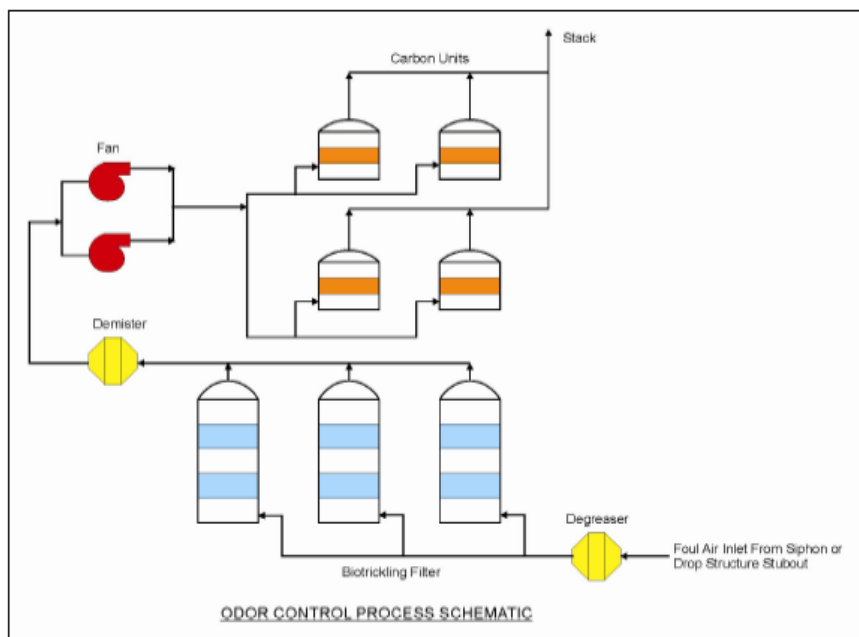 Stack
Carbon Units
Fan
Demister
Degreaser
Foul Air Inlet From Siphon or
Drop Structure Stubout
Biotrickling Filter
ODOR CONTROL PROCESS SCHEMATIC